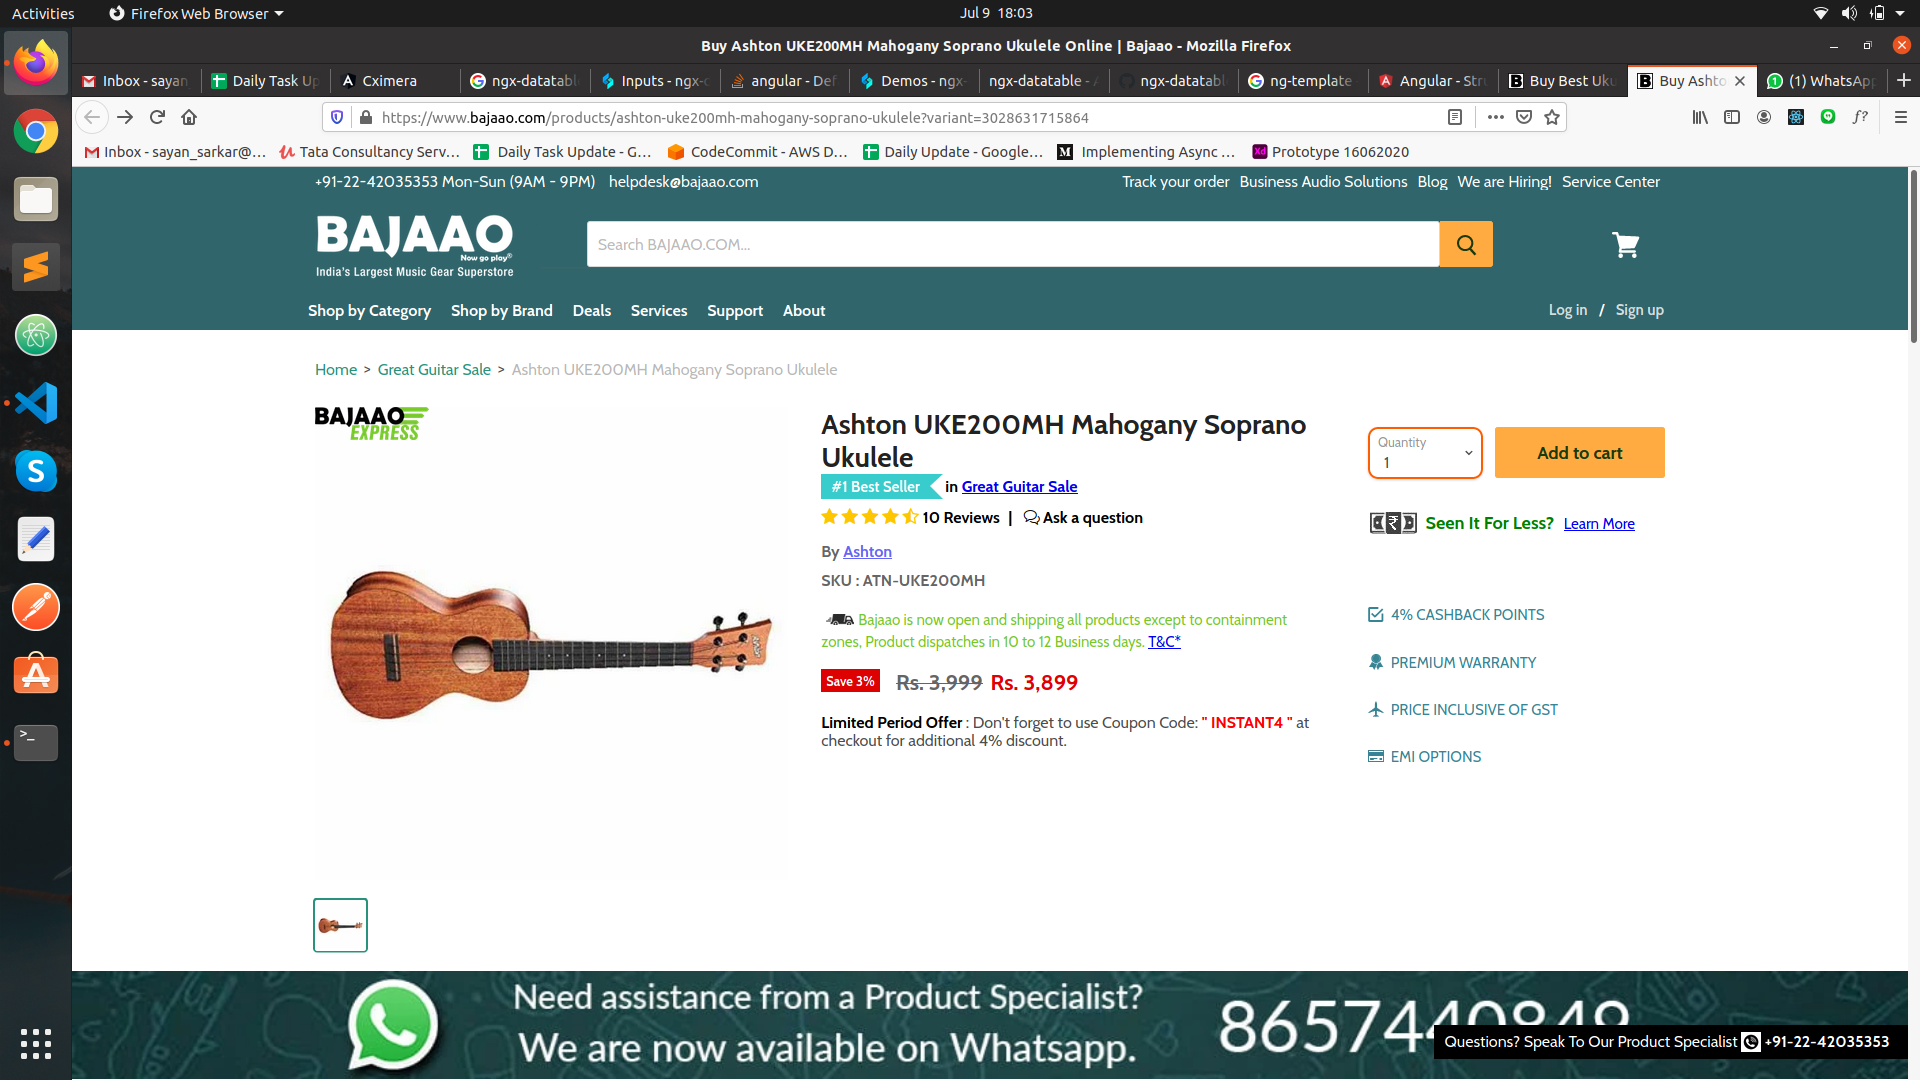 Activities
Firefox Web Browser
Jul 9 18:03
Buy Ashton UKE200MH Mahogany Soprano Ukulele Online | Bajaao - Mozilla Firefox
Inbox - sayan
Daily Task Up
Cximera
ngx-datatabl
Inputs - ngx-
angular - Def
Demos - ngx-
ngx-datatable -
ngx-datatabl
ng-template
Angular - Stru
Buy Best Uku
Buy Ashto
(1) WhatsApp
https://www.bajaao.com/products/ashton-uke200mh-mahogany-soprano-ukulele?variant=3028631715864
Inbox - sayan_sarkar@...
Tata Consultancy Serv...
Daily Task Update - G...
CodeCommit - AWS D...
Daily Update - Google...
Implementing Async ...
Prototype 16062020
+91-22-42035353 Mon-Sun (9AM - 9PM) helpdesk@bajaao.com
Track your order Business Audio Solutions Blog We are Hiring! Service Center
BAJAAO
Now go play®
India's Largest Music Gear Superstore
Search BAJAAO.COM...
Shop by Category Shop by Brand Deals Services Support About
Log in / Sign up
Home > Great Guitar Sale > Ashton UKE200MH Mahogany Soprano Ukulele
BAJAAO
EXPRESS
Ashton UKE200MH Mahogany Soprano
Ukulele
#1 Best Seller in Great Guitar Sale
10 Reviews | Ask a question
By Ashton
SKU : ATN-UKE200MH
Bajaao is now open and shipping all products except to containment
zones, Product dispatches in 10 to 12 Business days. T&C*
Save 3% Rs. 3,999 Rs. 3,899
Limited Period Offer : Don't forget to use Coupon Code: " INSTANT4 " at
checkout for additional 4% discount.
Quantity
1
Add to cart
Seen It For Less? Learn More
4% CASHBACK POINTS
PREMIUM WARRANTY
PRICE INCLUSIVE OF GST
EMI OPTIONS
Need assistance from a Product Specialist?
We are now available on Whatsapp.
8657440849
Questions? Speak To Our Product Specialist +91-22-42035353